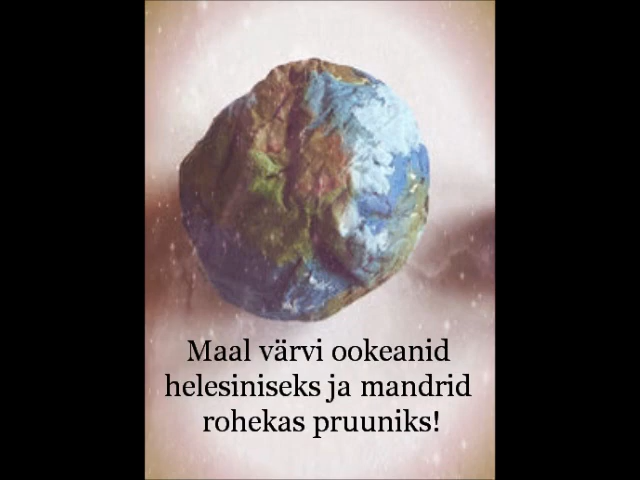 Maal värvi ookeanid
helesiniseks ja mandrid
rohekas pruuniks!